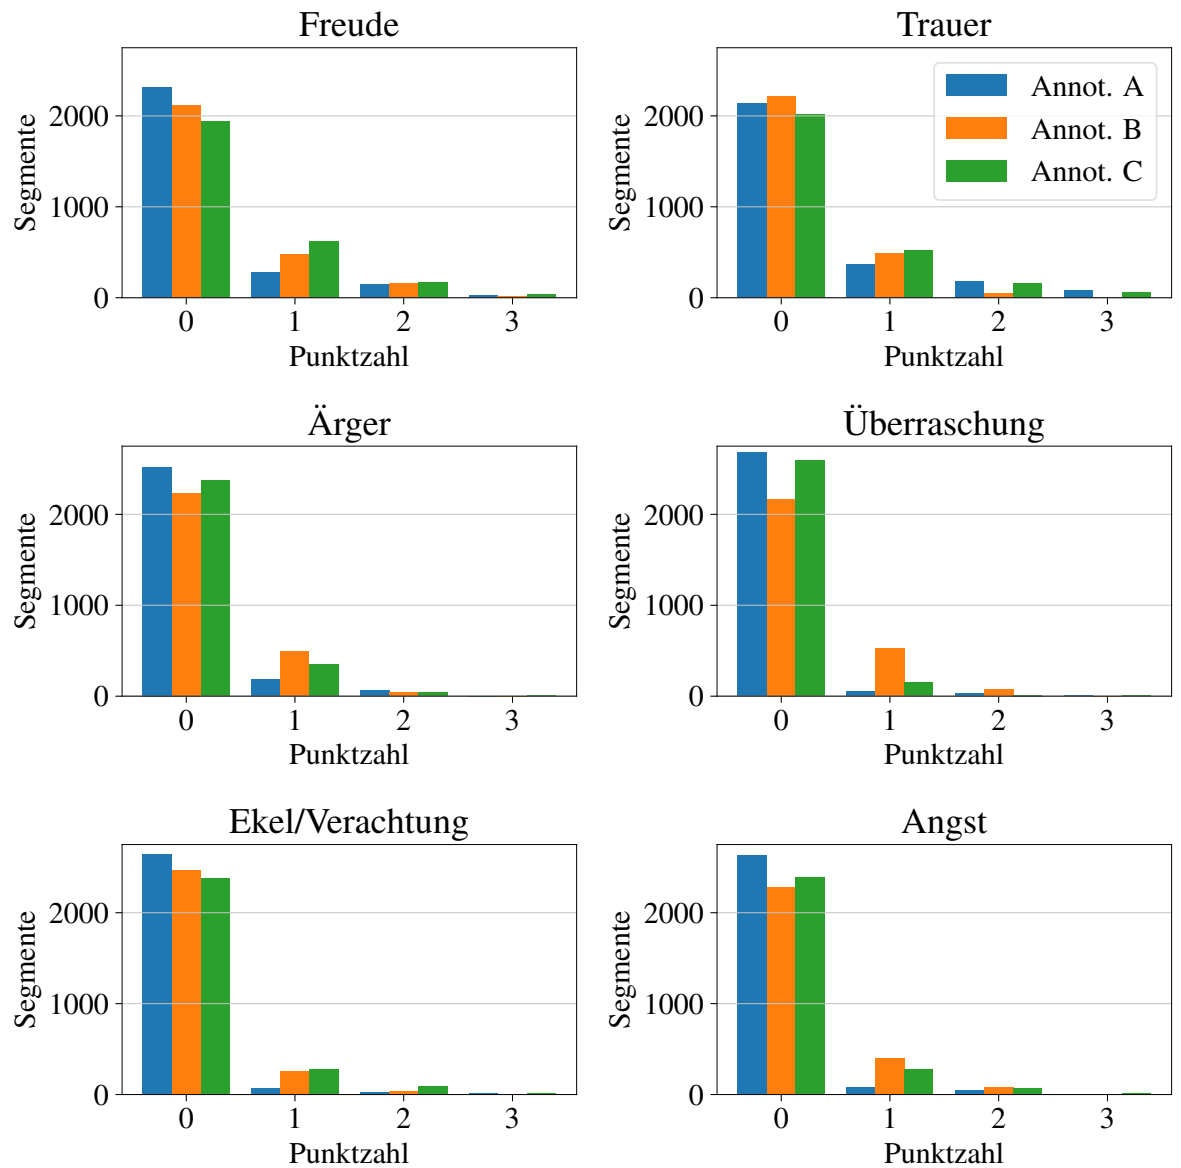 Freude
Segmente
2000
1000
0
0 1 2 3
Punktzahl
Trauer
Segmente
2000
1000
0
Annot. A
Annot. B
Annot. C
0 1 2 3
Punktzahl
Ärger
Segmente
2000
1000
0
0 1 2 3
Punktzahl
Überraschung
Segmente
2000
1000
0
0 1 2 3
Punktzahl
Ekel/Verachtung
Segmente
2000
1000
0
0 1 2 3
Punktzahl
Angst
Segmente
2000
1000
0
0 1 2 3
Punktzahl